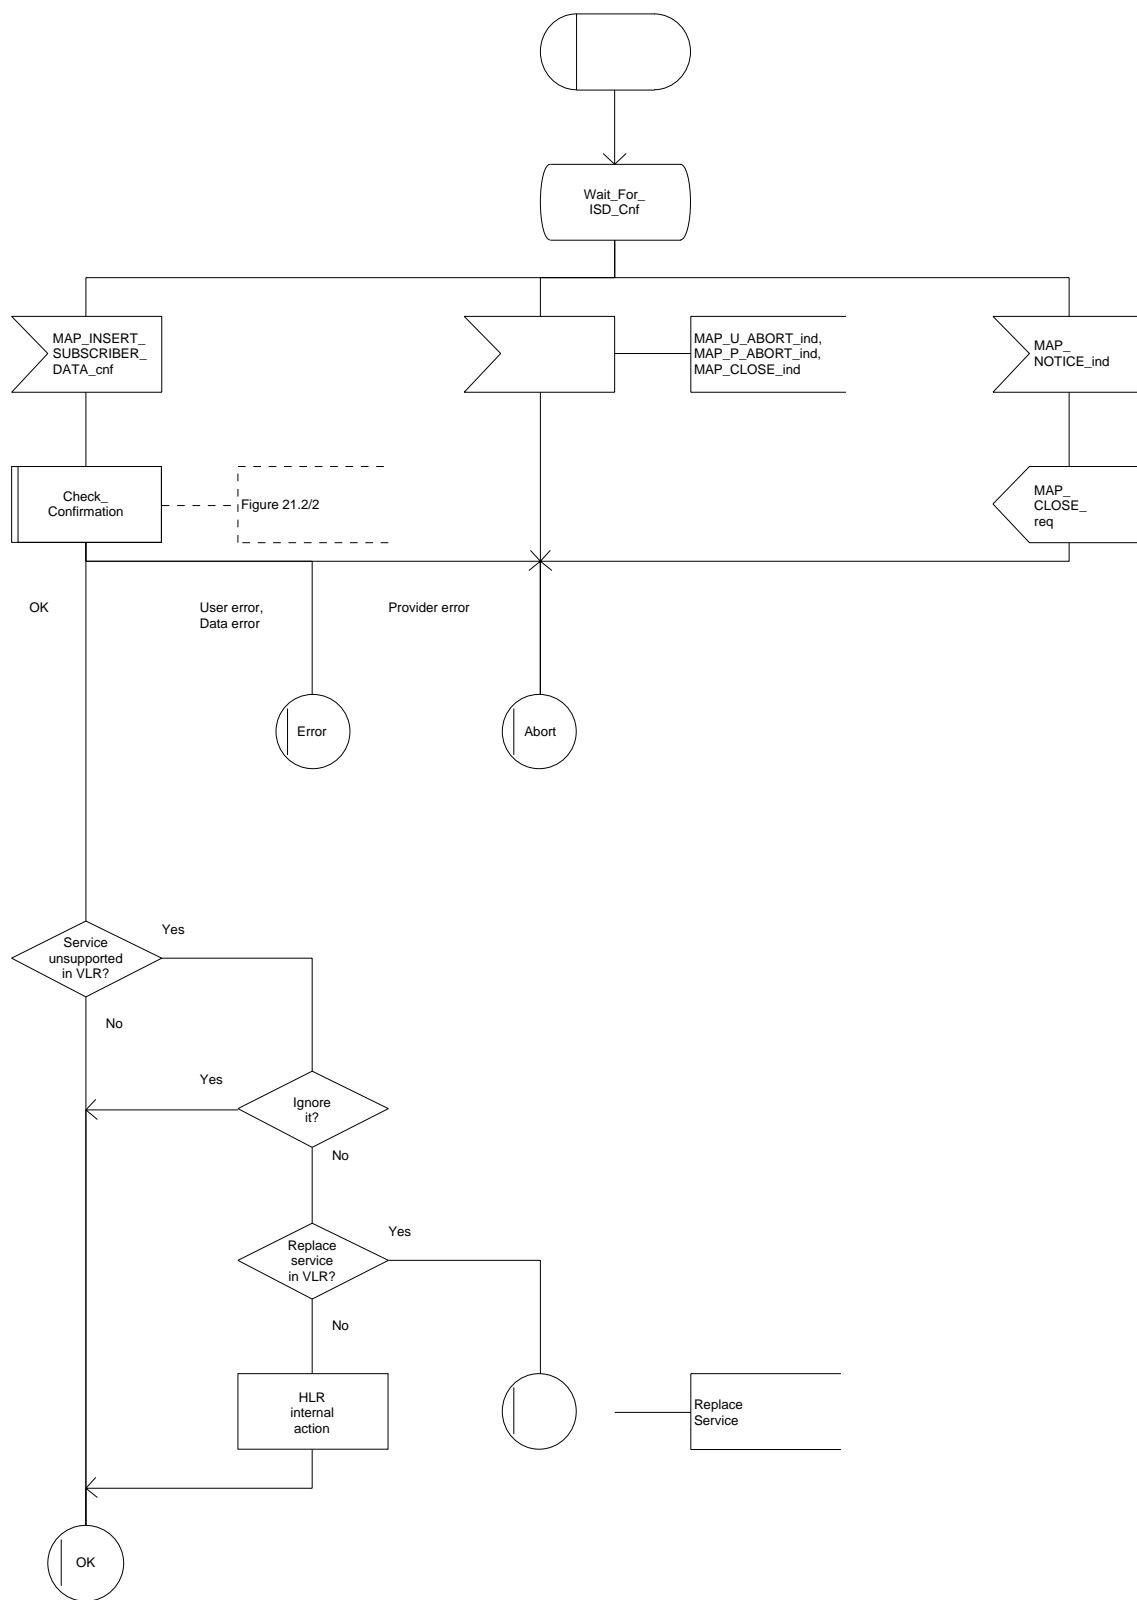 Wait_For_
ISD_Cnf
MAP_INSERT_
SUBSCRIBER_
DATA_cnf
MAP_U_ABORT_ind,
MAP_P_ABORT_ind,
MAP_CLOSE_ind
MAP_
NOTICE_ind
Check_
Confirmation
Figure 21.2/2
MAP_
CLOSE_
req
OK
User error,
Data error
Provider error
Error
Abort
Service
unsupported
in VLR?
Yes
No
Yes
Ignore
it?
No
Replace
service
in VLR?
Yes
No
HLR
internal
action
Replace
Service
OK